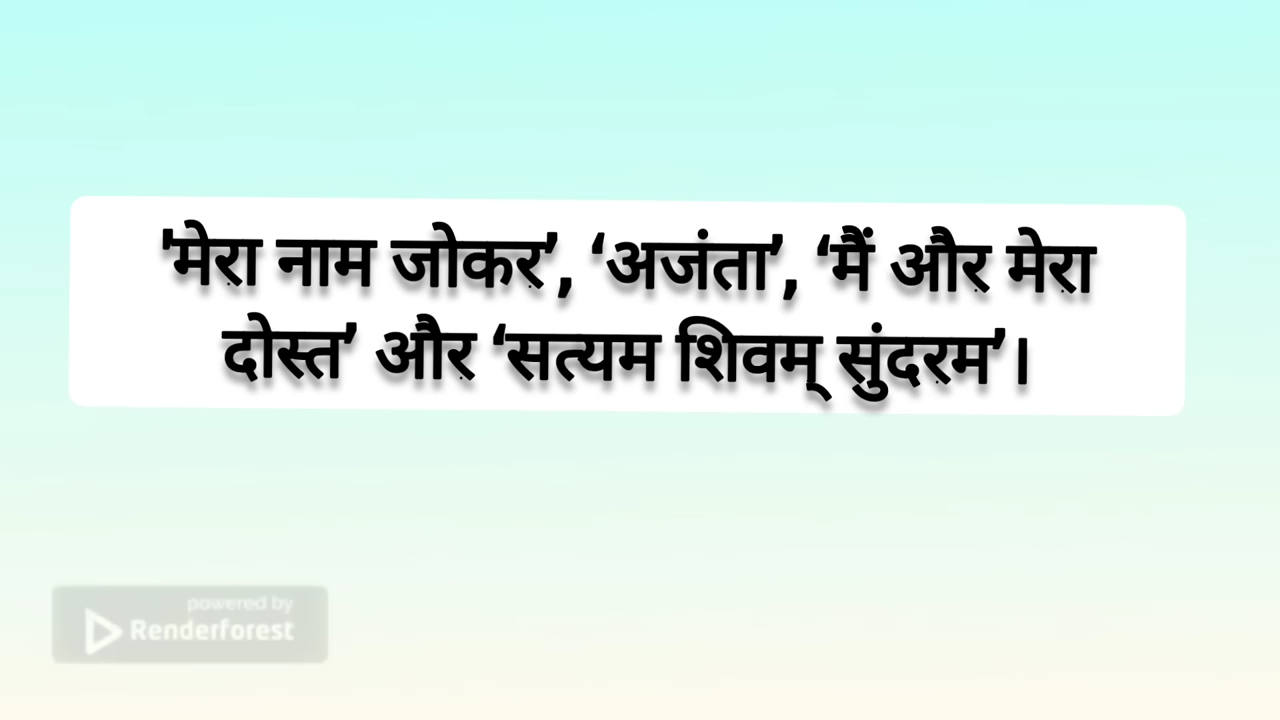 'मेरा नाम जोकर’, ‘अजंता’, ‘मैं और मेरा
दोस्त’ और ‘सत्यम शिवम् सुंदरम’।
powered by
Renderforest